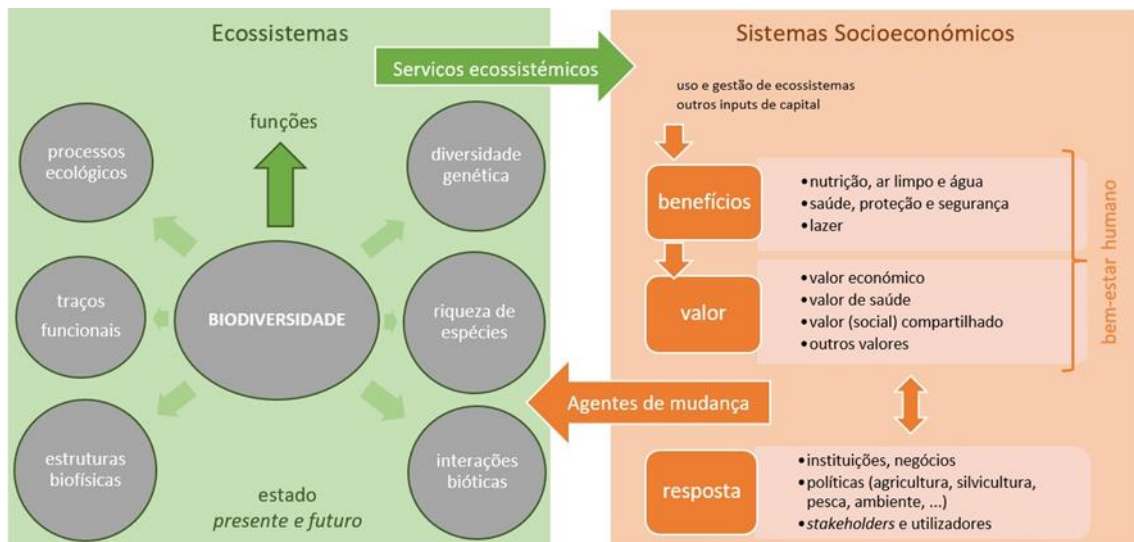 Ecossistemas
Servicos ecossistémicos
funções
processos
ecológicos
diversidade
genética
traços
funcionais
BIODIVERSIDADE
riqueza de
espécies
estruturas
biofísicas
interações
bióticas
estado
presente e futuro
Sistemas Socioeconómicos
uso e gestão de ecossistemas
outros inputs de capital
benefícios
•nutrição, ar limpo e água
•saúde, proteção e segurança
•lazer
valor
•valor económico
•valor de saúde
•valor (social) compartilhado
•outros valores
bem-estar humano
Agentes de mudança
resposta
•instituições, negócios
•políticas (agricultura, silvicultura,
pesca, ambiente, ...)
•stakeholders e utilizadores